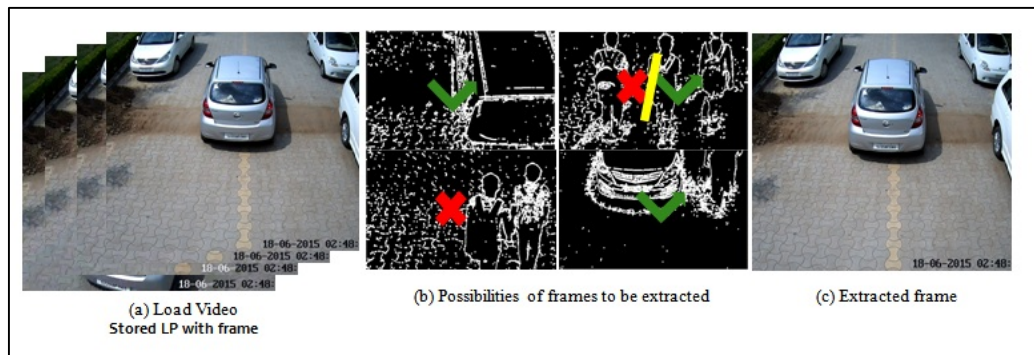 18-06-2015 02:48:
18-06-2015 02:48:
18-06-2015 02:48:
18-06-2015 02:48:
18-06-2015 02:48:
(a) Load Video
Stored LP with frame
(b) Possibilities of frames to be extracted
(c) Extracted frame